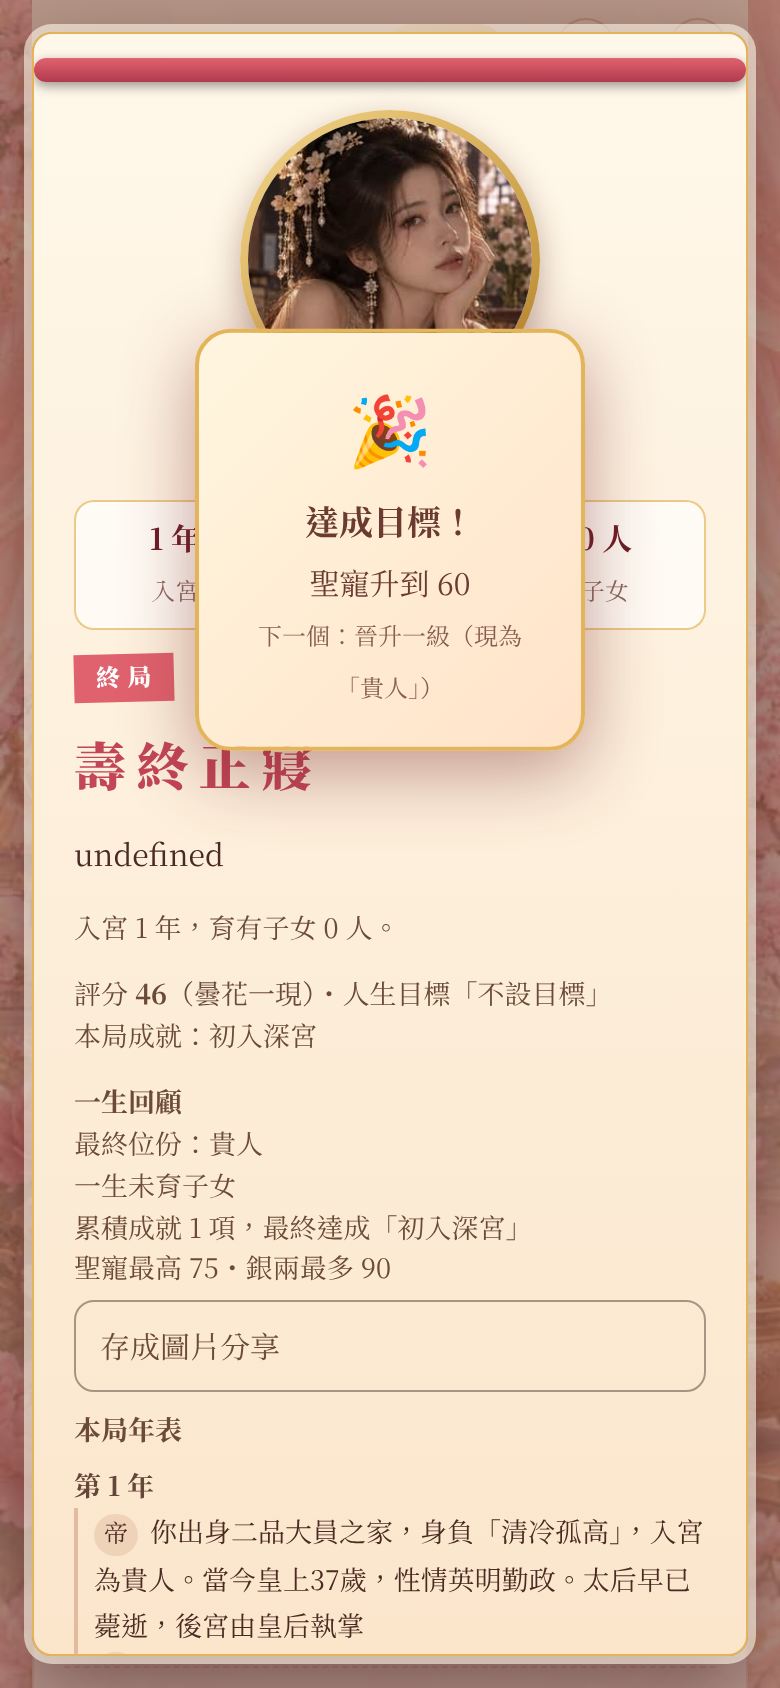 達成目標！
聖寵升到 60
下一個：晉升一級（現為
「貴人」）
1 年
入宮
0 人
子女
終局
壽終正寢
undefined
入宮 1 年，育有子女 0 人。
評分 46（曇花一現）・人生目標「不設目標」
本局成就：初入深宮
一生回顧
最終位份：貴人
一生未育子女
累積成就 1 項，最終達成「初入深宮」
聖寵最高 75・銀兩最多 90
存成圖片分享
本局年表
第 1 年
帝 你出身二品大員之家，身負「清冷孤高」，入宮
為貴人。當今皇上37歲，性情英明勤政。太后早已
薨逝，後宮由皇后執掌